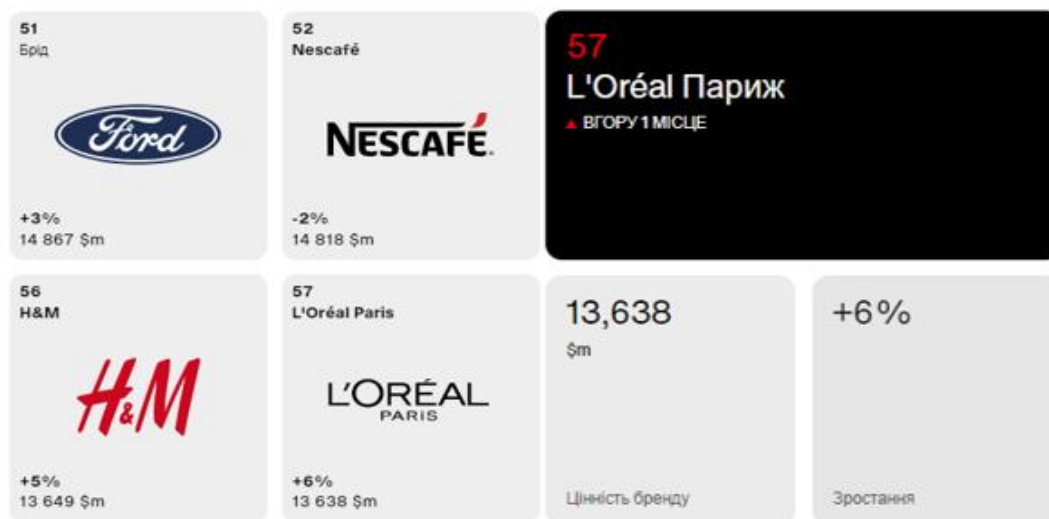 51
Брід
Ford
+3%
14 867 $m
52
Nescafé
NESCAFÉ.
-2%
14 818 $m
57
L'Oréal Париж
▲ ВГОРУ 1 МІСЦЕ
56
H&M
H&M
+5%
13 649 $m
57
L'Oréal Paris
L'ORÉAL
PARIS
+6%
13 638 $m
13,638
$m
Цінність бренду
+6%
Зростання